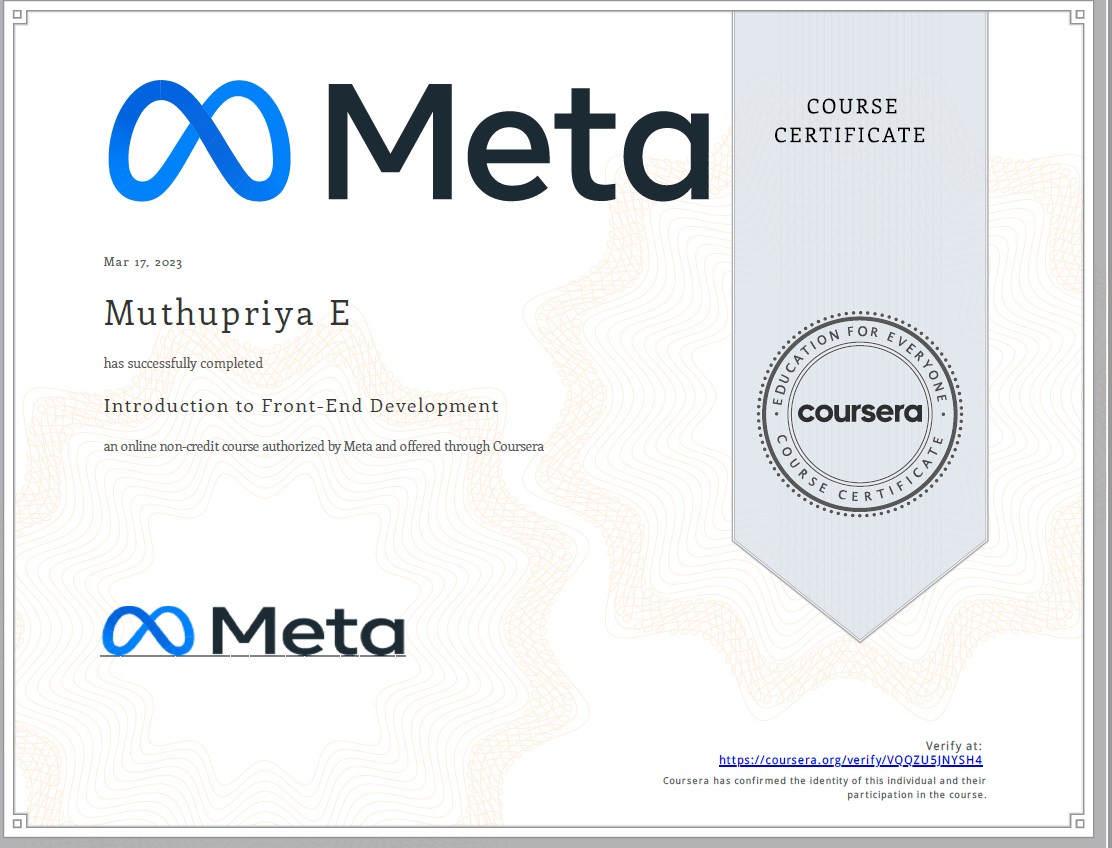 Meta
COURSE
CERTIFICATE
Mar 17, 2023
Muthupriya E
has successfully completed
Introduction to Front-End Development
an online non-credit course authorized by Meta and offered through Coursera
EDUCATION FOR EVERYONE
coursera
COURSE CERTIFICATE
Meta
Verify at:
https://coursera.org/verify/VQQZU5JNYSH4
Coursera has confirmed the identity of this individual and their
participation in the course.